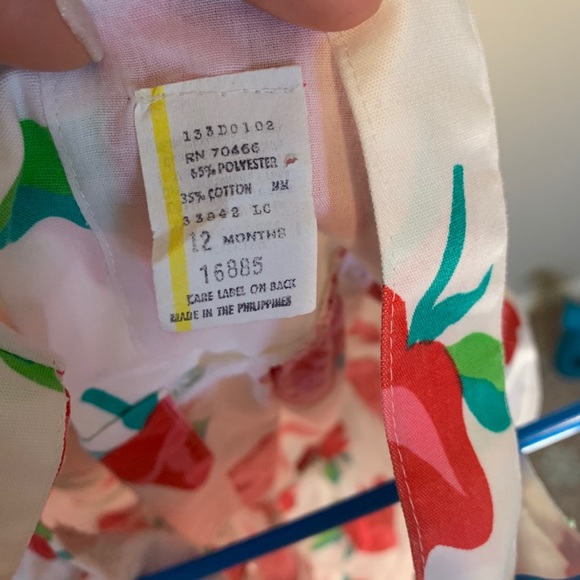 133D0102
RN 70466
65% POLYESTER
35% COTTON MM
33842 LC
12 MONTHS
16885
CARE LABEL ON BACK
MADE IN THE PHILIPPINES